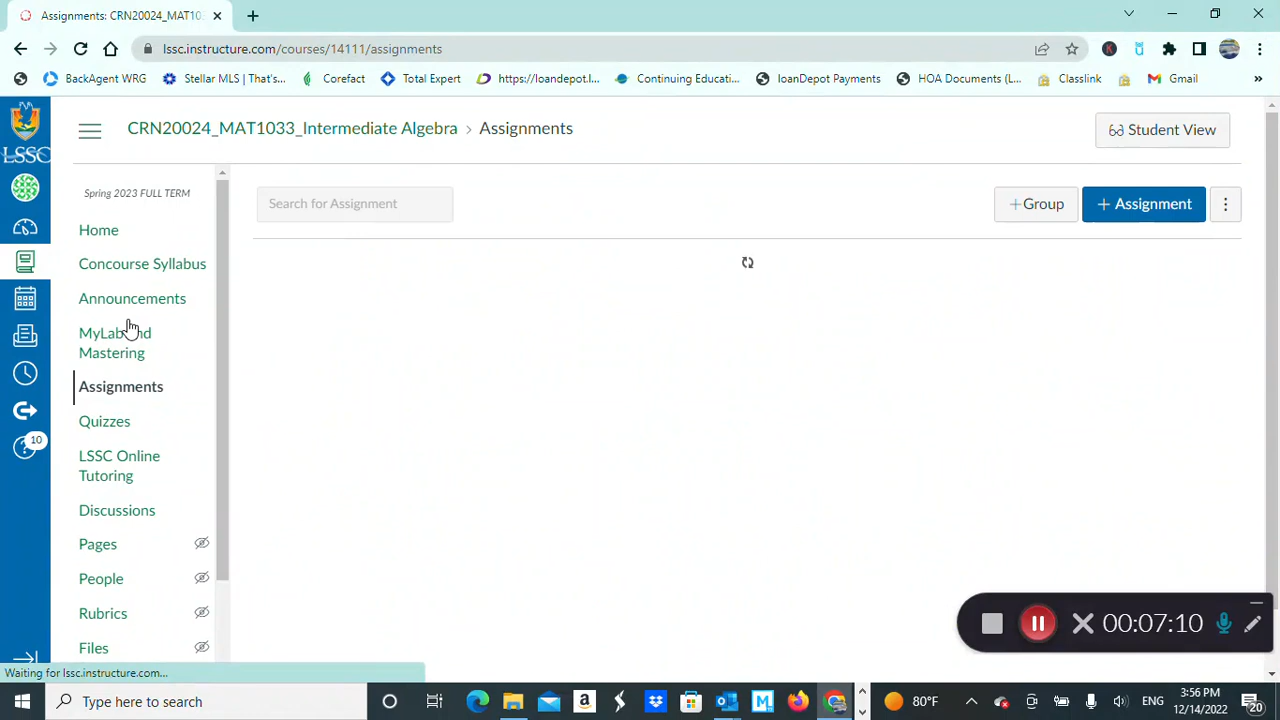 Assignments: CRN20024_MAT103
lssc.instructure.com/courses/14111/assignments
BackAgent WRG
Stellar MLS | That's...
Corefact
Total Expert
https://loandepot.l...
Continuing Educati...
loanDepot Payments
HOA Documents (L...
Classlink
Gmail
»
LSSC
CRN20024_MAT1033_Intermediate Algebra > Assignments
Student View
Spring 2023 FULL TERM
Search for Assignment
+Group
+ Assignment
Home
Concourse Syllabus
Announcements
MyLab and
Mastering
Assignments
Quizzes
10
LSSC Online
Tutoring
Discussions
Pages
People
Rubrics
Files
00:07:10
Waiting for lssc.instructure.com...
Type here to search
80°F
ENG
3:56 PM
12/14/2022
20